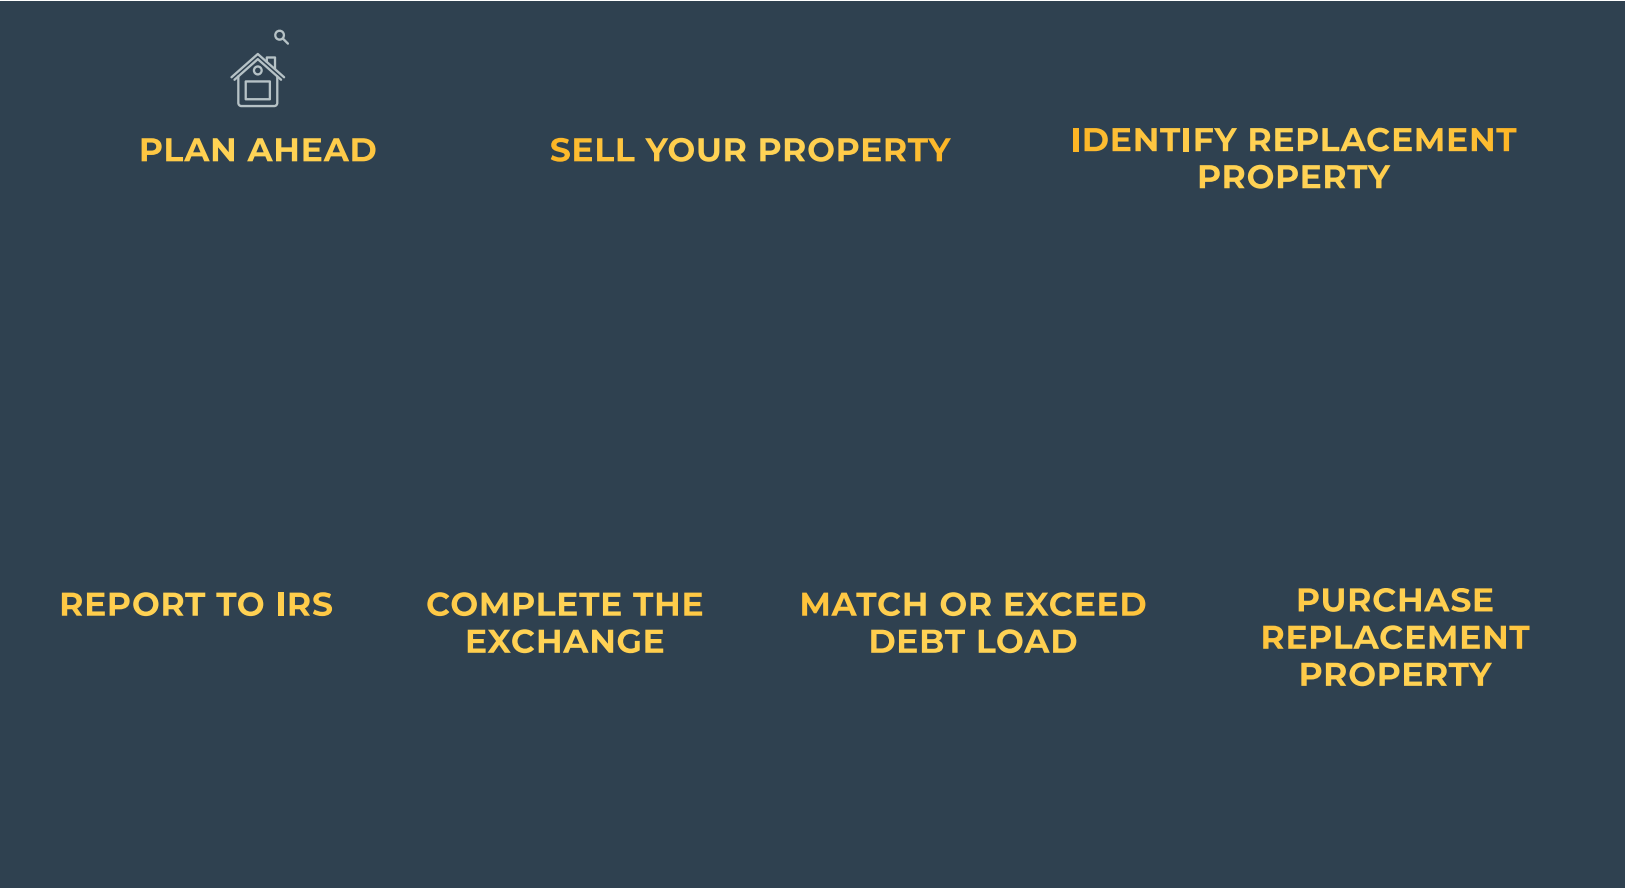 PLAN AHEAD
SELL YOUR PROPERTY
IDENTIFY REPLACEMENT
PROPERTY
REPORT TO IRS
COMPLETE THE
EXCHANGE
MATCH OR EXCEED
DEBT LOAD
PURCHASE
REPLACEMENT
PROPERTY